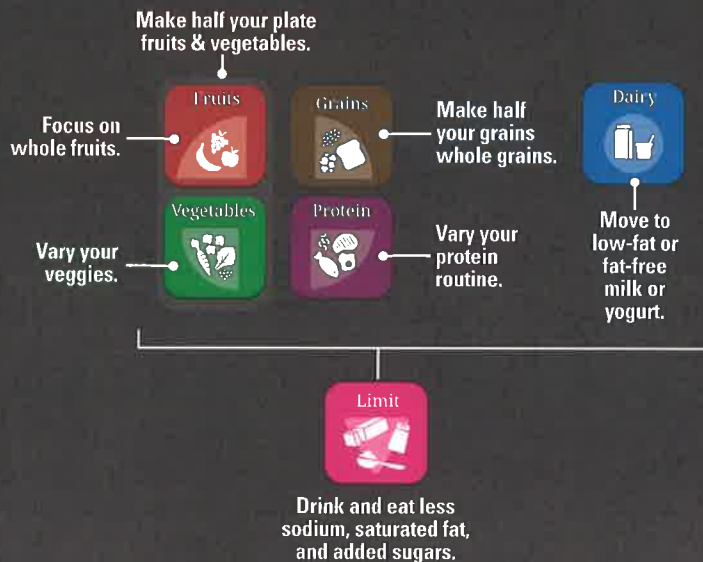 Make half your plate
fruits & vegetables.
Fruits
Grains
Dairy
Focus on
whole fruits.
Make half
your grains
whole grains.
Vegetables
Protein
Vary your
veggies.
Vary your
protein
routine.
Move to
low-fat or
fat-free
milk or
yogurt.
Limit
Drink and eat less
sodium, saturated fat,
and added sugars.